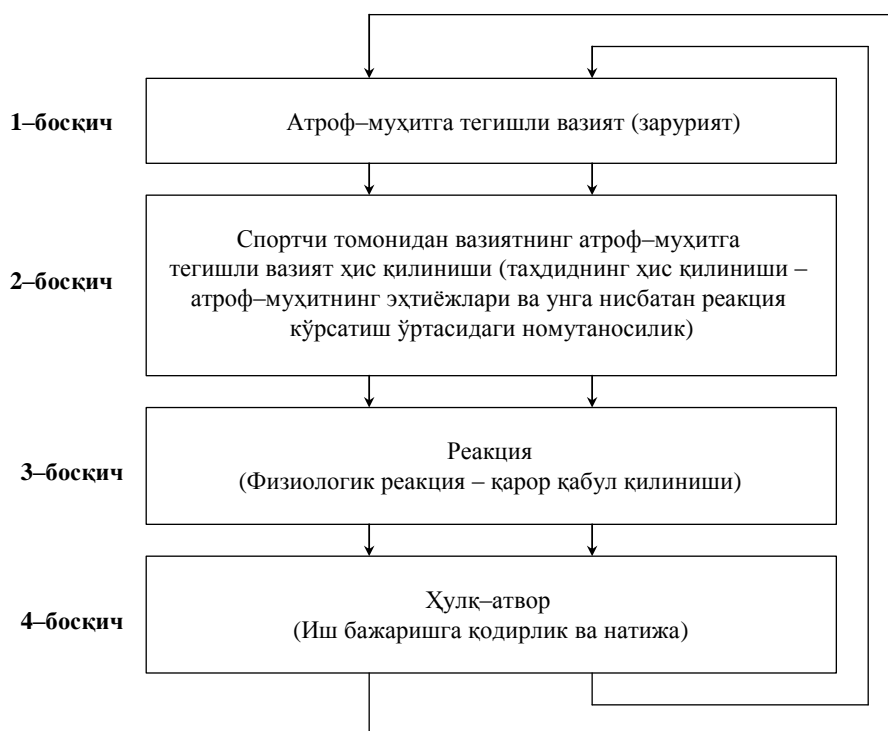 1–босқич
Атроф–муҳитга тегишли вазият (зарурият)
2–босқич
Спортчи томонидан вазиятнинг атроф–муҳитга
тегишли вазият ҳис қилиниши (таҳдиднинг ҳис қилиниши –
атроф–муҳитнинг эҳтиёжлари ва унга нисбатан реакция
кўрсатиш ўртасидаги номутаносилик)
3–босқич
Реакция
(Физиологик реакция – қарор қабул қилиниши)
4–босқич
Ҳулқ–атвор
(Иш бажаришга қодирлик ва натижа)